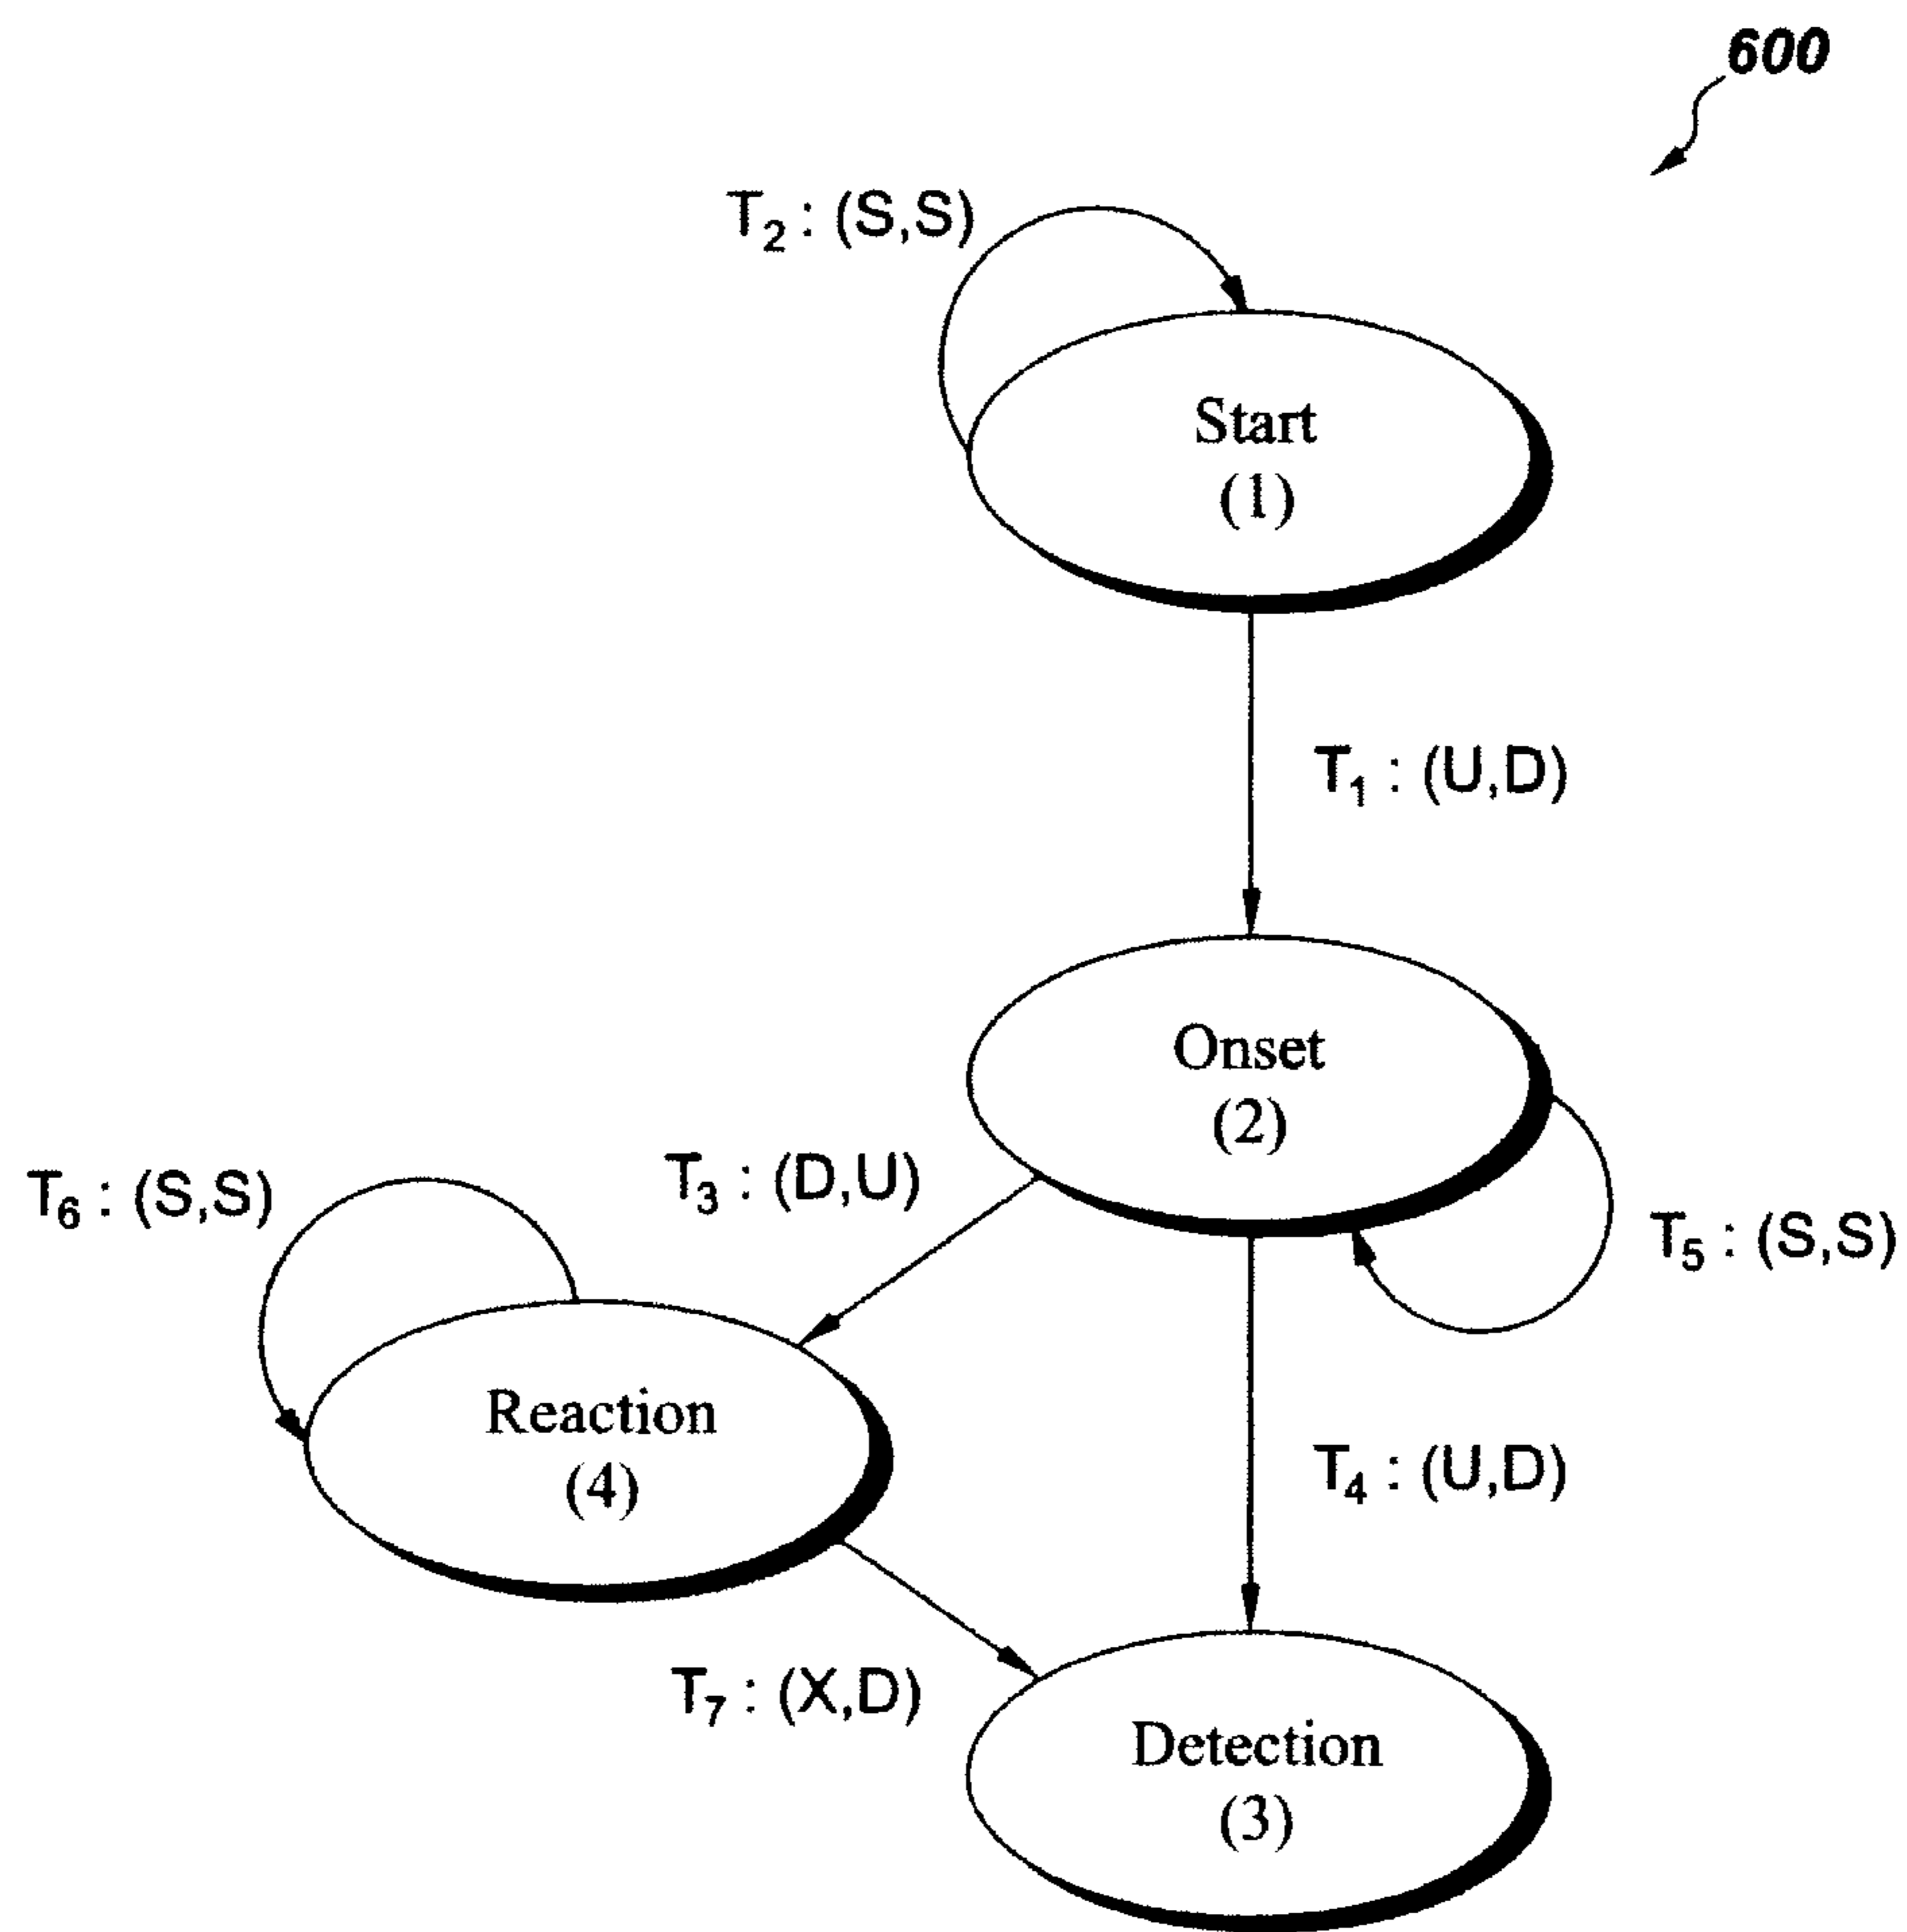 600
T₂ : (S,S)
Start
(1)
T₁ : (U,D)
Onset
(2)
T₃ : (D,U)
T₆ : (S,S)
T₅ : (S,S)
Reaction
(4)
T₄ : (U,D)
T₇ : (X,D)
Detection
(3)